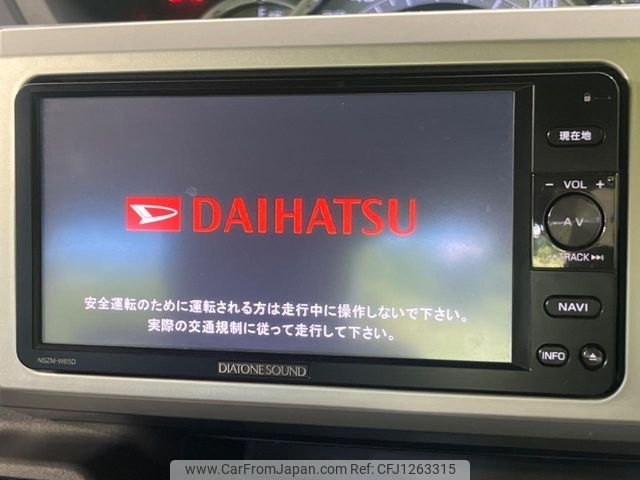 現在地
VOL
AV
TRACK
NAVI
INFO
DAIHATSU
安全運転のために運転される方は走行中に操作しないで下さい。
実際の交通規制に従って走行して下さい。
NSZM-W65D
DIATONE SOUND
www.CarFromJapan.com CFJ1263315